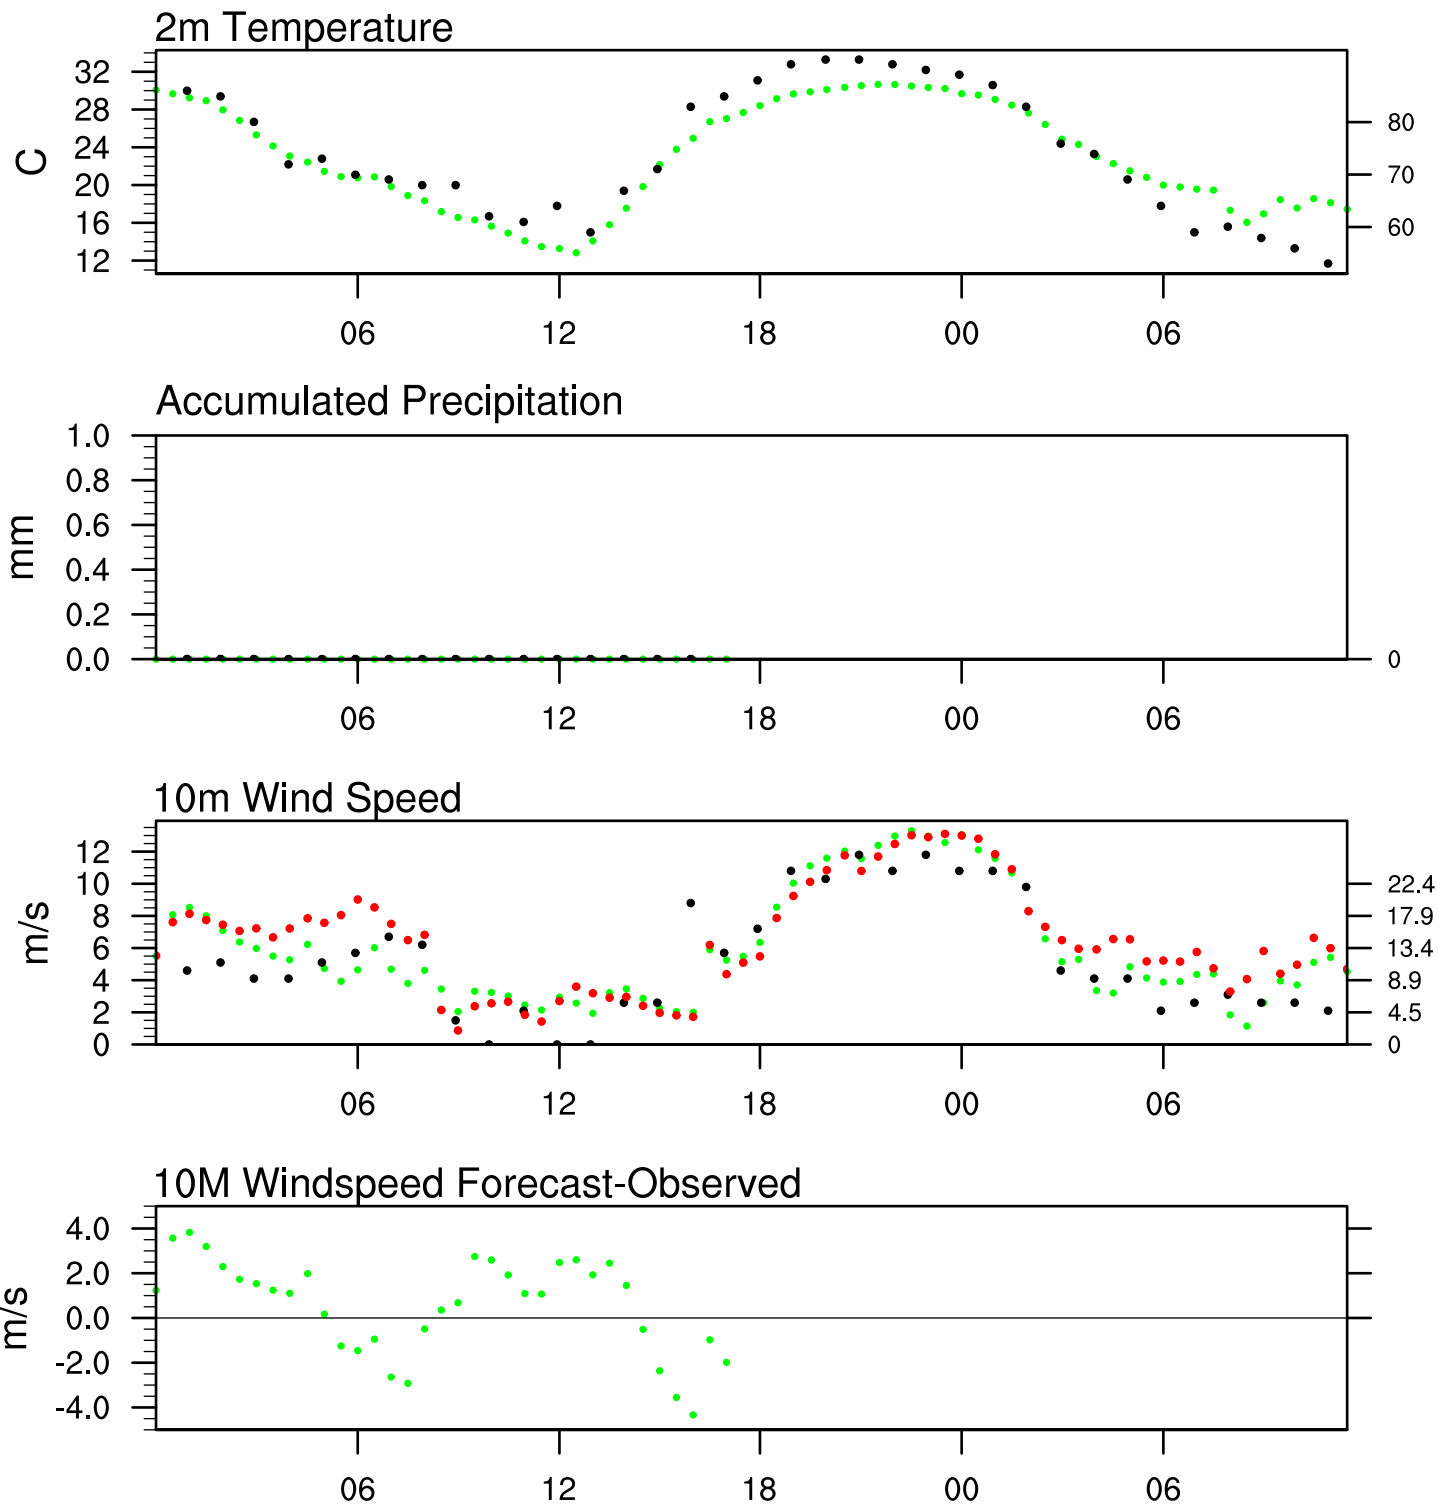 2m Temperature
32
28
24
20
16
12
C
80
70
60
06 12 18 00 06
Accumulated Precipitation
1.0
0.8
0.6
0.4
0.2
0.0
mm
0
06 12 18 00 06
10m Wind Speed
12
10
8
6
4
2
0
m/s
22.4
17.9
13.4
8.9
4.5
0
06 12 18 00 06
10M Windspeed Forecast-Observed
4.0
2.0
0.0
-2.0
-4.0
m/s
06 12 18 00 06